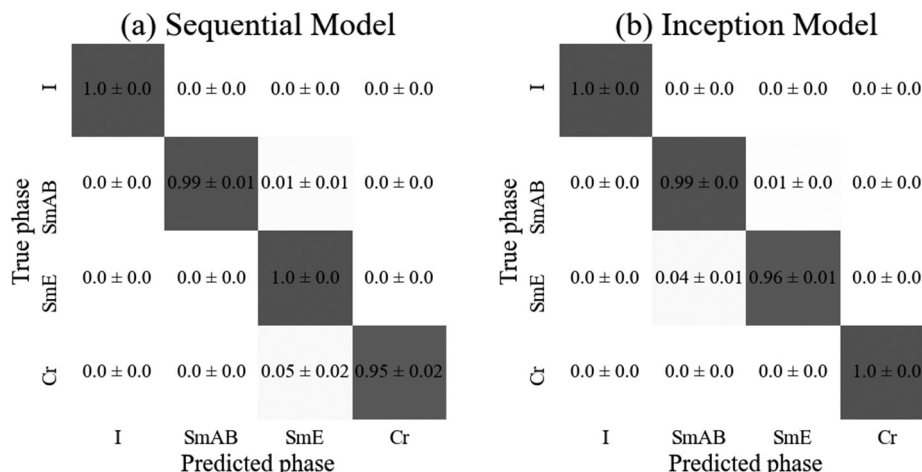 (a) Sequential Model
I 1.0 ± 0.0 0.0 ± 0.0 0.0 ± 0.0 0.0 ± 0.0
SmAB 0.0 ± 0.0 0.99 ± 0.01 0.01 ± 0.01 0.0 ± 0.0
SmE 0.0 ± 0.0 0.0 ± 0.0 1.0 ± 0.0 0.0 ± 0.0
Cr 0.0 ± 0.0 0.0 ± 0.0 0.05 ± 0.02 0.95 ± 0.02
True phase
I SmAB SmE Cr
Predicted phase
(b) Inception Model
I 1.0 ± 0.0 0.0 ± 0.0 0.0 ± 0.0 0.0 ± 0.0
SmAB 0.0 ± 0.0 0.99 ± 0.0 0.01 ± 0.0 0.0 ± 0.0
SmE 0.0 ± 0.0 0.04 ± 0.01 0.96 ± 0.01 0.0 ± 0.0
Cr 0.0 ± 0.0 0.0 ± 0.0 0.0 ± 0.0 1.0 ± 0.0
True phase
I SmAB SmE Cr
Predicted phase